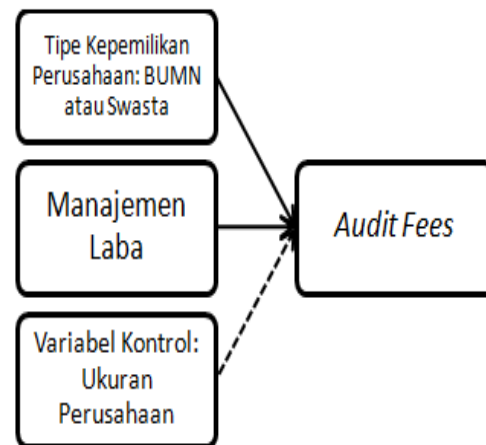 Tipe Kepemilikan
Perusahaan: BUMN
atau Swasta
Manajemen
Laba
Audit Fees
Variabel Kontrol:
Ukuran
Perusahaan